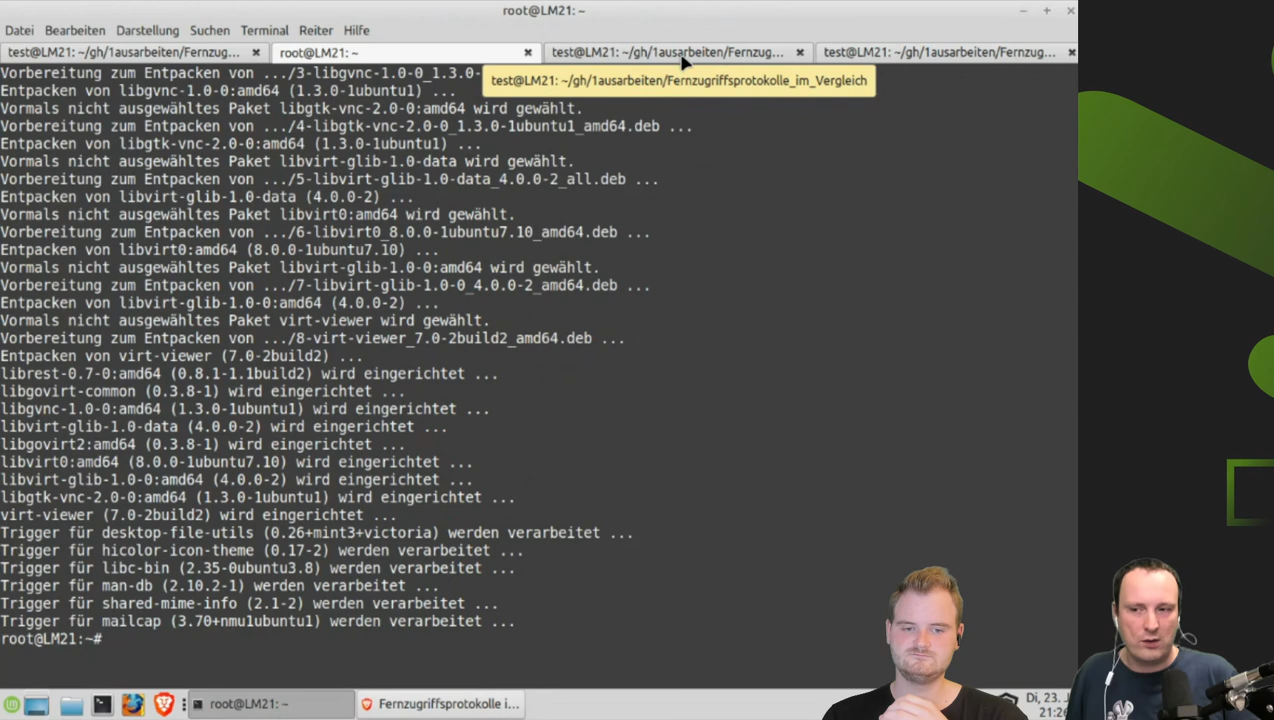 root@LM21: ~
Datei Bearbeiten Darstellung Suchen Terminal Reiter Hilfe
test@LM21: ~/gh/1ausarbeiten/Fernzug... root@LM21: ~ test@LM21: ~/gh/1ausarbeiten/Fernzug... test@LM21: ~/gh/1ausarbeiten/Fernzug...
test@LM21: ~/gh/1ausarbeiten/Fernzugriffsprotokolle_im_Vergleich
Vorbereitung zum Entpacken von .../3-libgvnc-1.0-0_1.3.0-
Entpacken von libgvnc-1.0-0:amd64 (1.3.0-1ubuntu1) ...
Vormals nicht ausgewähltes Paket libgtk-vnc-2.0-0:amd64 wird gewählt.
Vorbereitung zum Entpacken von .../4-libgtk-vnc-2.0-0_1.3.0-1ubuntu1_amd64.deb ...
Entpacken von libgtk-vnc-2.0-0:amd64 (1.3.0-1ubuntu1) ...
Vormals nicht ausgewähltes Paket libvirt-glib-1.0-data wird gewählt.
Vorbereitung zum Entpacken von .../5-libvirt-glib-1.0-data_4.0.0-2_all.deb ...
Entpacken von libvirt-glib-1.0-data (4.0.0-2) ...
Vormals nicht ausgewähltes Paket libvirt0:amd64 wird gewählt.
Vorbereitung zum Entpacken von .../6-libvirt0_8.0.0-1ubuntu7.10_amd64.deb ...
Entpacken von libvirt0:amd64 (8.0.0-1ubuntu7.10) ...
Vormals nicht ausgewähltes Paket libvirt-glib-1.0-0:amd64 wird gewählt.
Vorbereitung zum Entpacken von .../7-libvirt-glib-1.0-0_4.0.0-2_amd64.deb ...
Entpacken von libvirt-glib-1.0-0:amd64 (4.0.0-2) ...
Vormals nicht ausgewähltes Paket virt-viewer wird gewählt.
Vorbereitung zum Entpacken von .../8-virt-viewer_7.0-2build2_amd64.deb ...
Entpacken von virt-viewer (7.0-2build2) ...
librest-0.7-0:amd64 (0.8.1-1.1build2) wird eingerichtet ...
libgovirt-common (0.3.8-1) wird eingerichtet ...
libgvnc-1.0-0:amd64 (1.3.0-1ubuntu1) wird eingerichtet ...
libvirt-glib-1.0-data (4.0.0-2) wird eingerichtet ...
libgovirt2:amd64 (0.3.8-1) wird eingerichtet ...
libvirt0:amd64 (8.0.0-1ubuntu7.10) wird eingerichtet ...
libvirt-glib-1.0-0:amd64 (4.0.0-2) wird eingerichtet ...
libgtk-vnc-2.0-0:amd64 (1.3.0-1ubuntu1) wird eingerichtet ...
virt-viewer (7.0-2build2) wird eingerichtet ...
Trigger für desktop-file-utils (0.26+mint3+victoria) werden verarbeitet ...
Trigger für hicolor-icon-theme (0.17-2) werden verarbeitet ...
Trigger für libc-bin (2.35-0ubuntu3.8) werden verarbeitet ...
Trigger für man-db (2.10.2-1) werden verarbeitet ...
Trigger für shared-mime-info (2.1-2) werden verarbeitet ...
Trigger für mailcap (3.70+nmu1ubuntu1) werden verarbeitet ...
root@LM21:~#
root@LM21: ~ Fernzugriffsprotokolle i...
Di, 23.